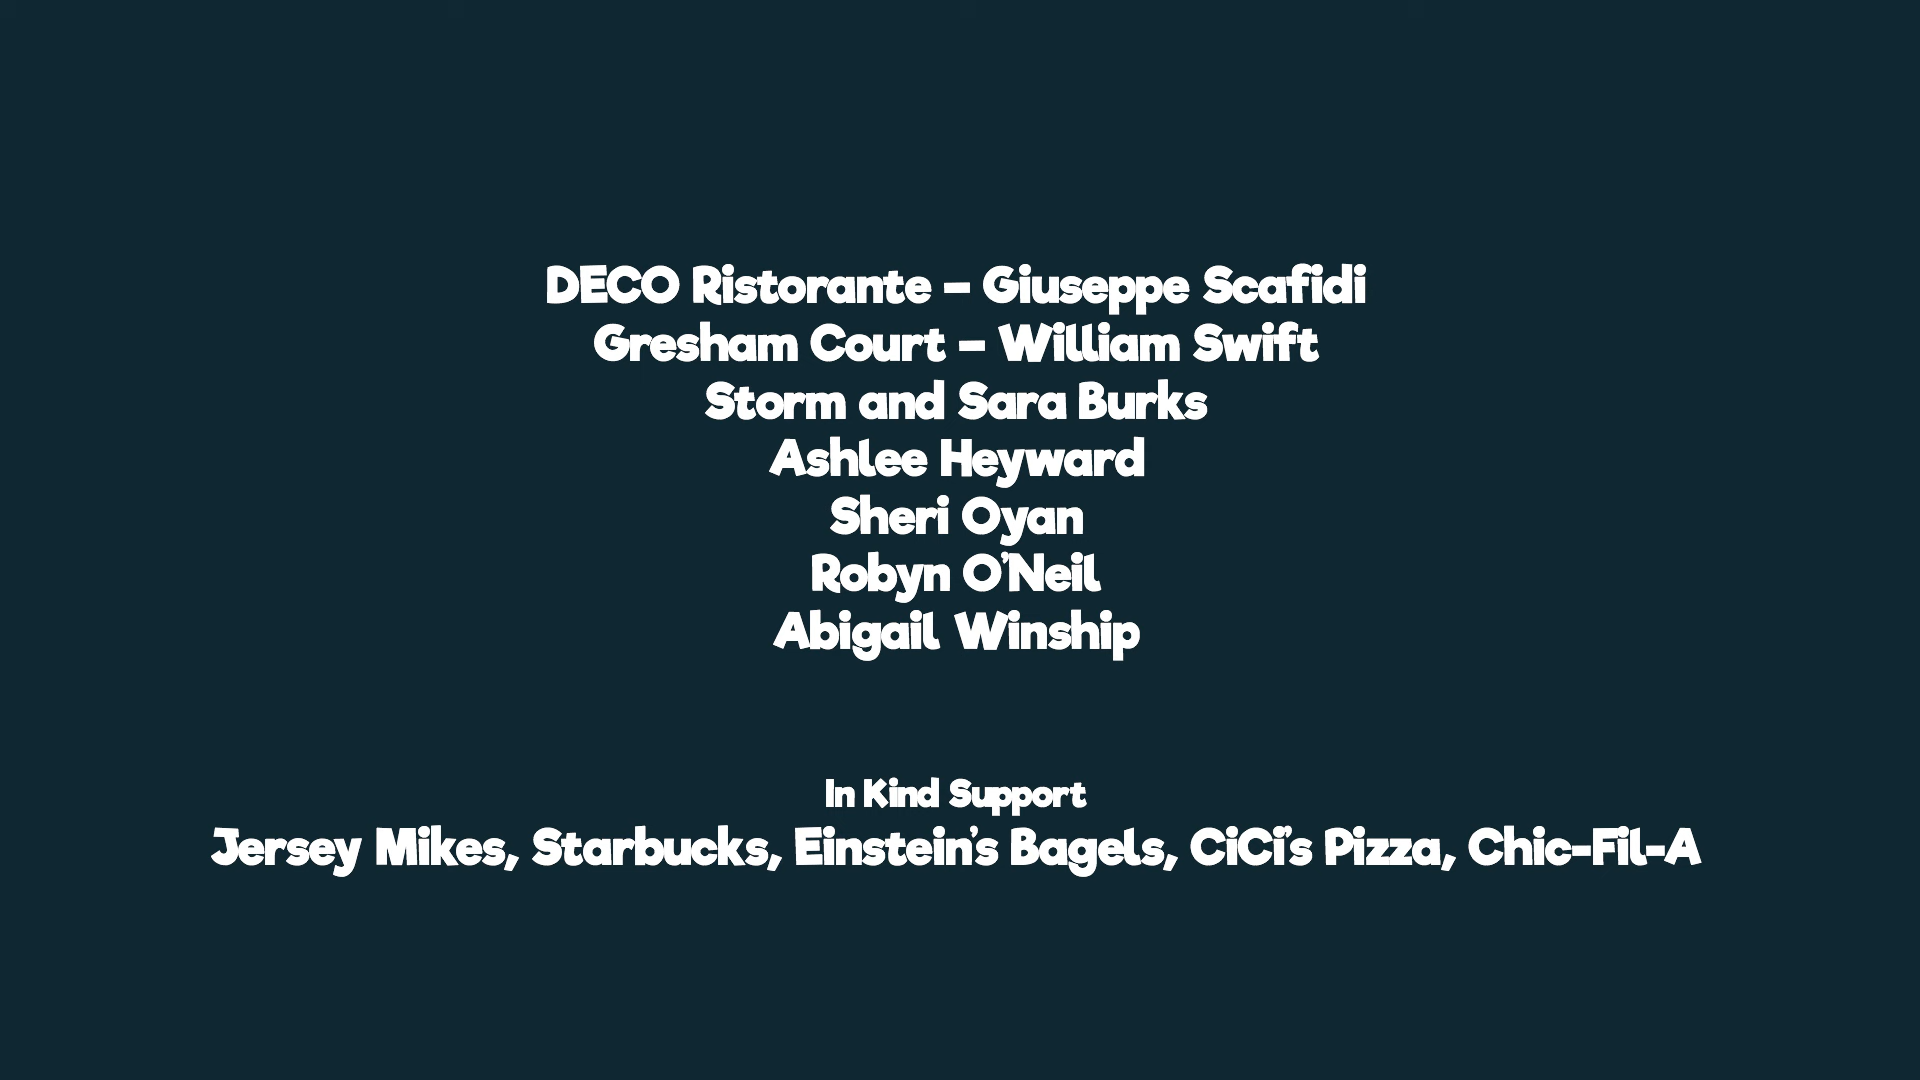 DECO Ristorante – Giuseppe Scafidi
Gresham Court – William Swift
Storm and Sara Burks
Ashlee Heyward
Sheri Oyan
Robyn O’Neil
Abigail Winship
In Kind Support
Jersey Mikes, Starbucks, Einstein’s Bagels, CiCi’s Pizza, Chic-Fil-A